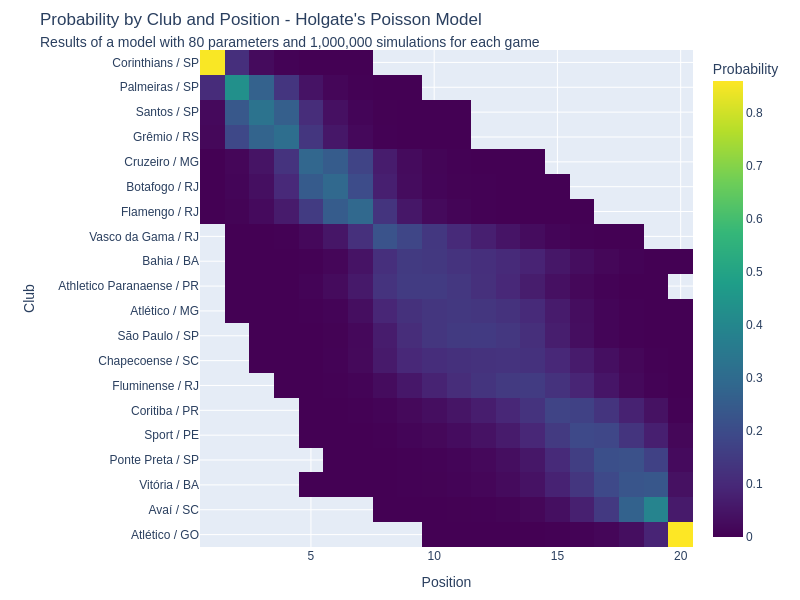 Probability by Club and Position - Holgate's Poisson Model
Results of a model with 80 parameters and 1,000,000 simulations for each game
Probability
Corinthians / SP
Palmeiras / SP
Santos / SP
Grêmio / RS
Cruzeiro / MG
Botafogo / RJ
Flamengo / RJ
Vasco da Gama / RJ
Bahia / BA
Athletico Paranaense / PR
Atlético / MG
São Paulo / SP
Chapecoense / SC
Fluminense / RJ
Coritiba / PR
Sport / PE
Ponte Preta / SP
Vitória / BA
Avaí / SC
Atlético / GO
Club
5
10
15
20
Position
0.8
0.7
0.6
0.5
0.4
0.3
0.2
0.1
0